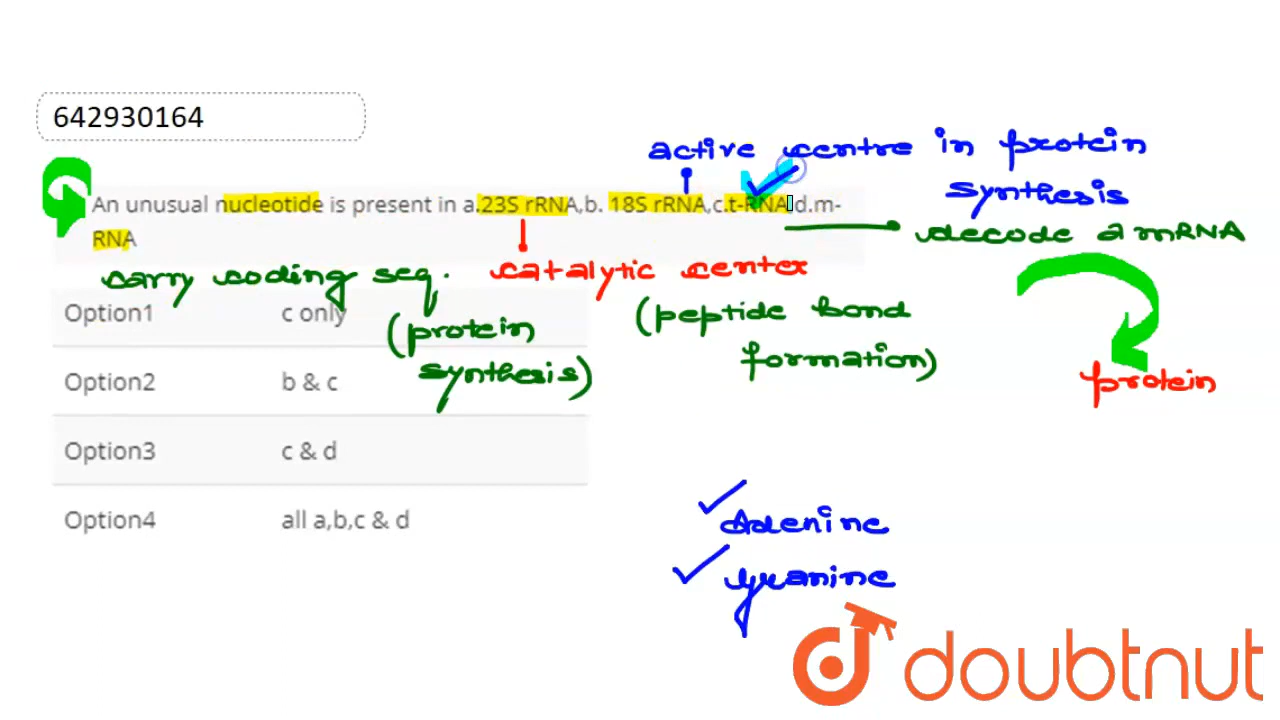 642930164
active centre in protein
synthesis
An unusual nucleotide is present in a.23S rRNA,b. 18S rRNA,c.t-RNA d.m-
RNA
decode a mRNA
carry coding seq.
catalytic center
Option1 c only
(protein
synthesis)
(peptide bond
formation)
protein
Option2 b & c
Option3 c & d
Option4 all a,b,c & d
Adenine
guanine
doubtnut